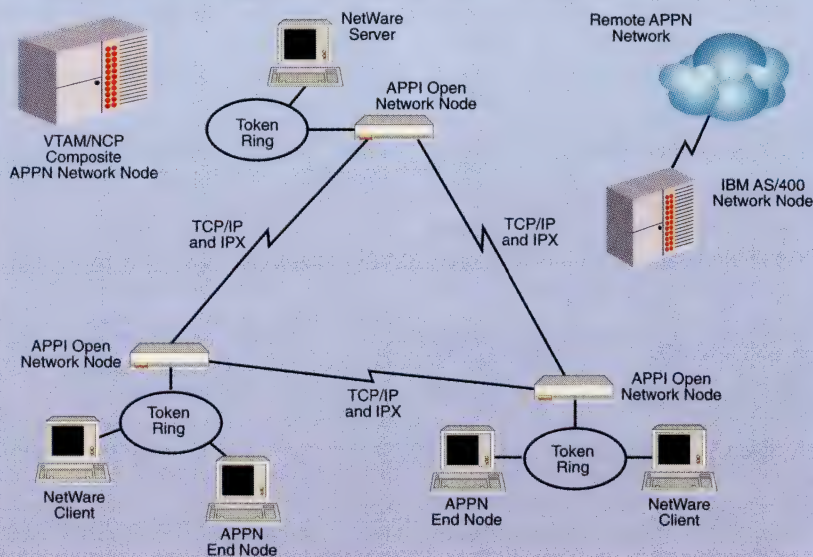 NetWare
Server
Remote APPN
Network
APPI Open
Network Node
Token
Ring
VTAM/NCP
Composite
APPN Network Node
IBM AS/400
Network Node
TCP/IP
and IPX
TCP/IP
and IPX
APPI Open
Network Node
APPI Open
Network Node
TCP/IP
and IPX
Token
Ring
Token
Ring
NetWare
Client
APPN
End Node
APPN
End Node
NetWare
Client